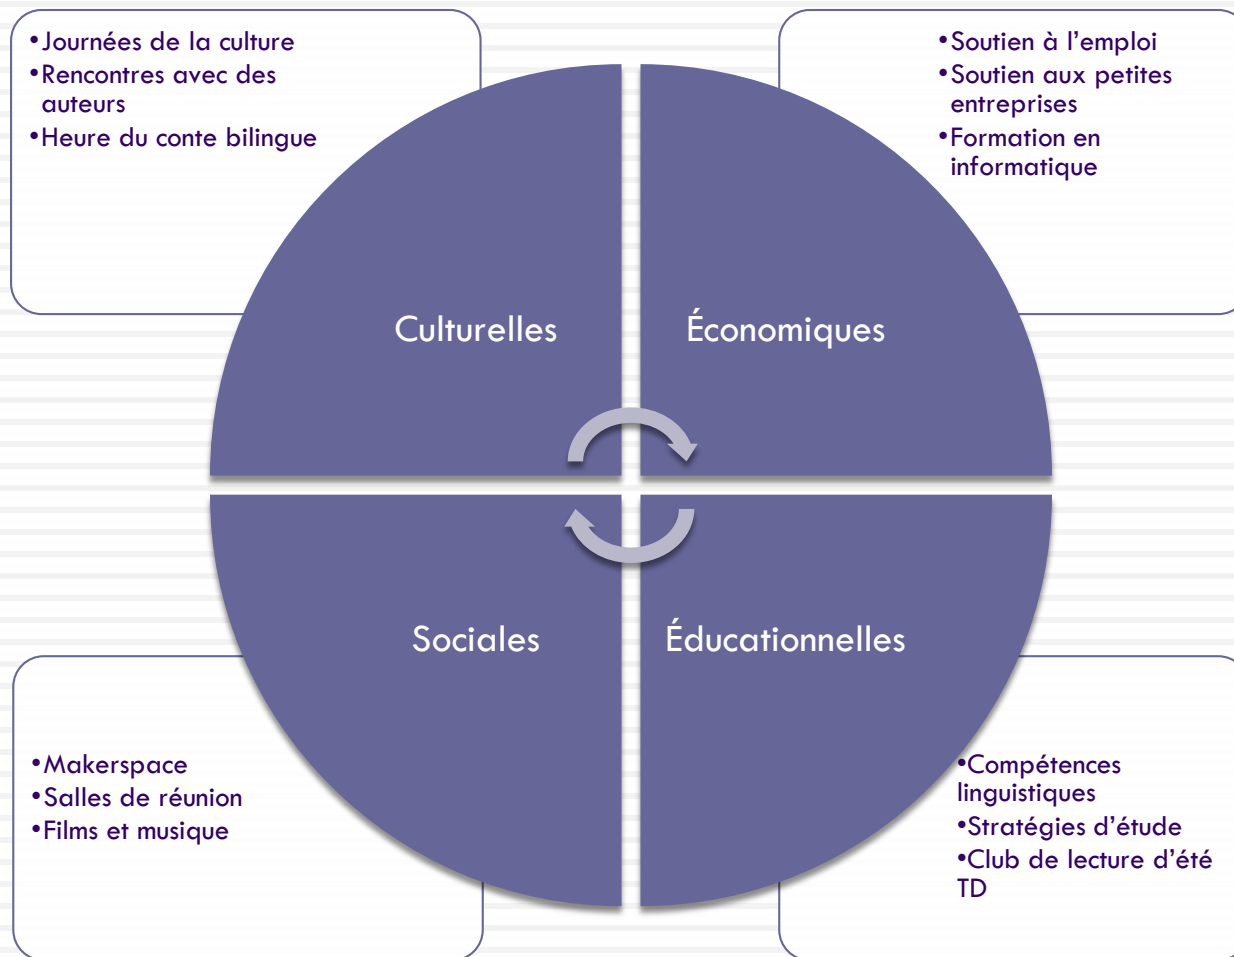 •Journées de la culture
•Rencontres avec des
auteurs
•Heure du conte bilingue
•Soutien à l’emploi
•Soutien aux petites
entreprises
•Formation en
informatique
Culturelles
Économiques
Sociales
Éducationnelles
•Makerspace
•Salles de réunion
•Films et musique
•Compétences
linguistiques
•Stratégies d’étude
•Club de lecture d’été
TD